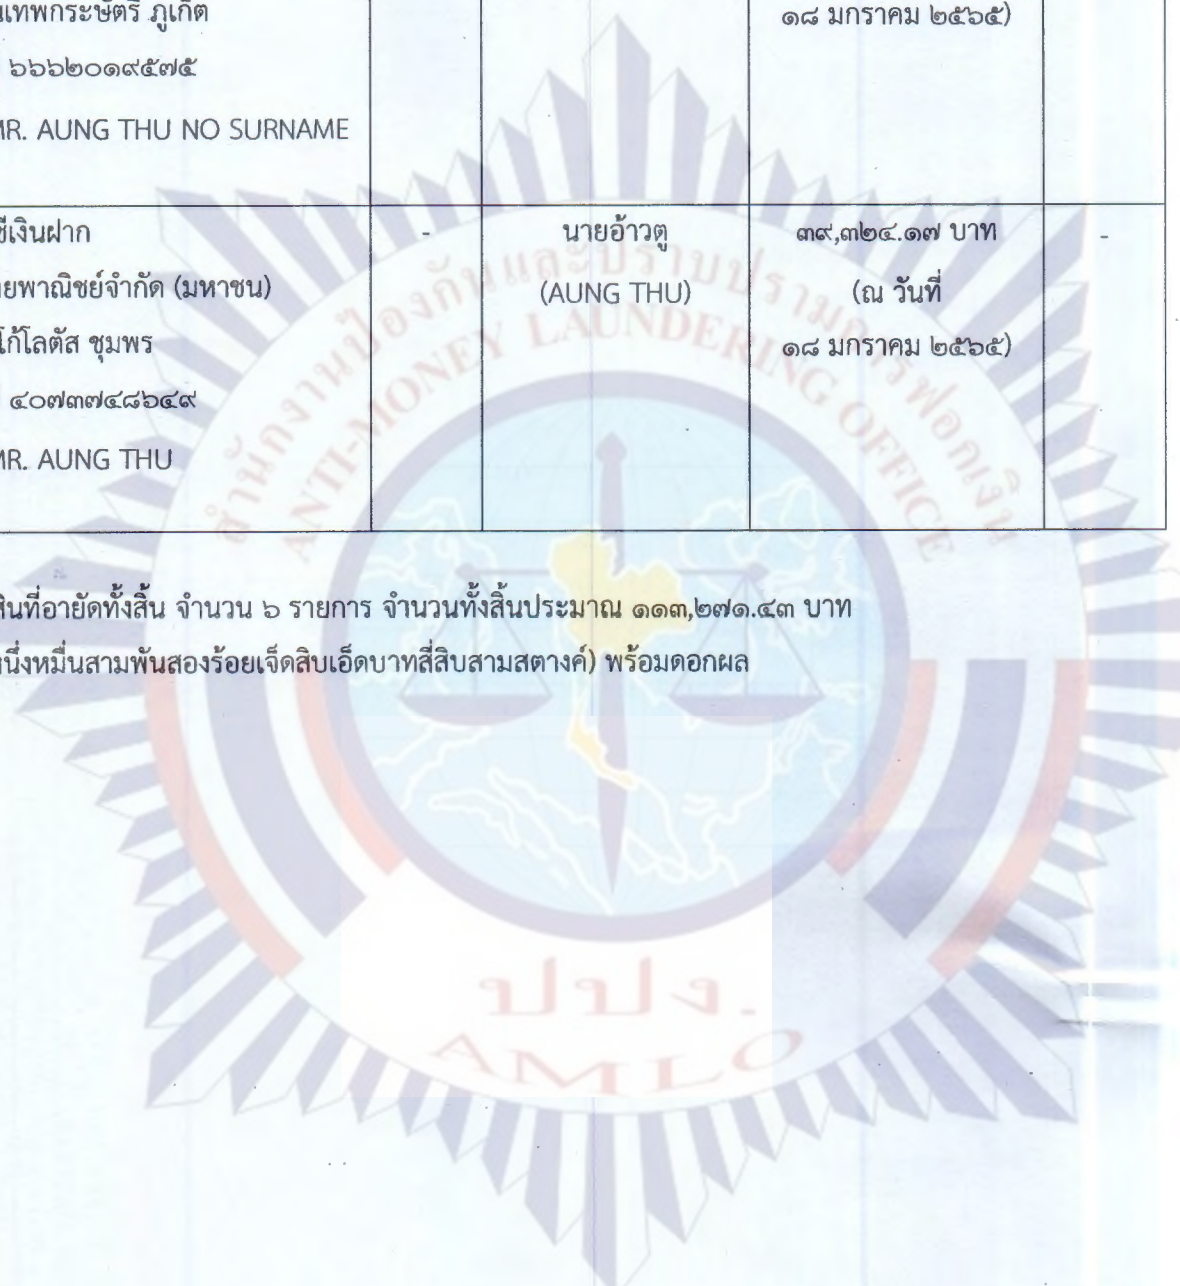 นเทพกระษัตรี ภูเก็ต
๑๘ มกราคม ๒๕๖๕)
๖๖๖๒๐๑๙๕๗๕
MR. AUNG THU NO SURNAME
ชีเงินฝาก - นายอ้าวตู ๓๙,๓๒๔.๑๗ บาท -
ยพาณิชย์จำกัด (มหาชน) (AUNG THU) (ณ วันที่
โก้โลตัส ชุมพร ๑๘ มกราคม ๒๕๖๕)
๔๐๗๓๗๔๘๖๔๙
MR. AUNG THU
สินที่อายัดทั้งสิ้น จำนวน ๖ รายการ จำนวนทั้งสิ้นประมาณ ๑๑๓,๒๗๑.๔๓ บาท
หนึ่งหมื่นสามพันสองร้อยเจ็ดสิบเอ็ดบาทสี่สิบสามสตางค์) พร้อมดอกผล
สำนักงานป้องกันและปราบปรามการฟอกเงิน
ANTI-MONEY LAUNDERING OFFICE
ปปง.
AMLO